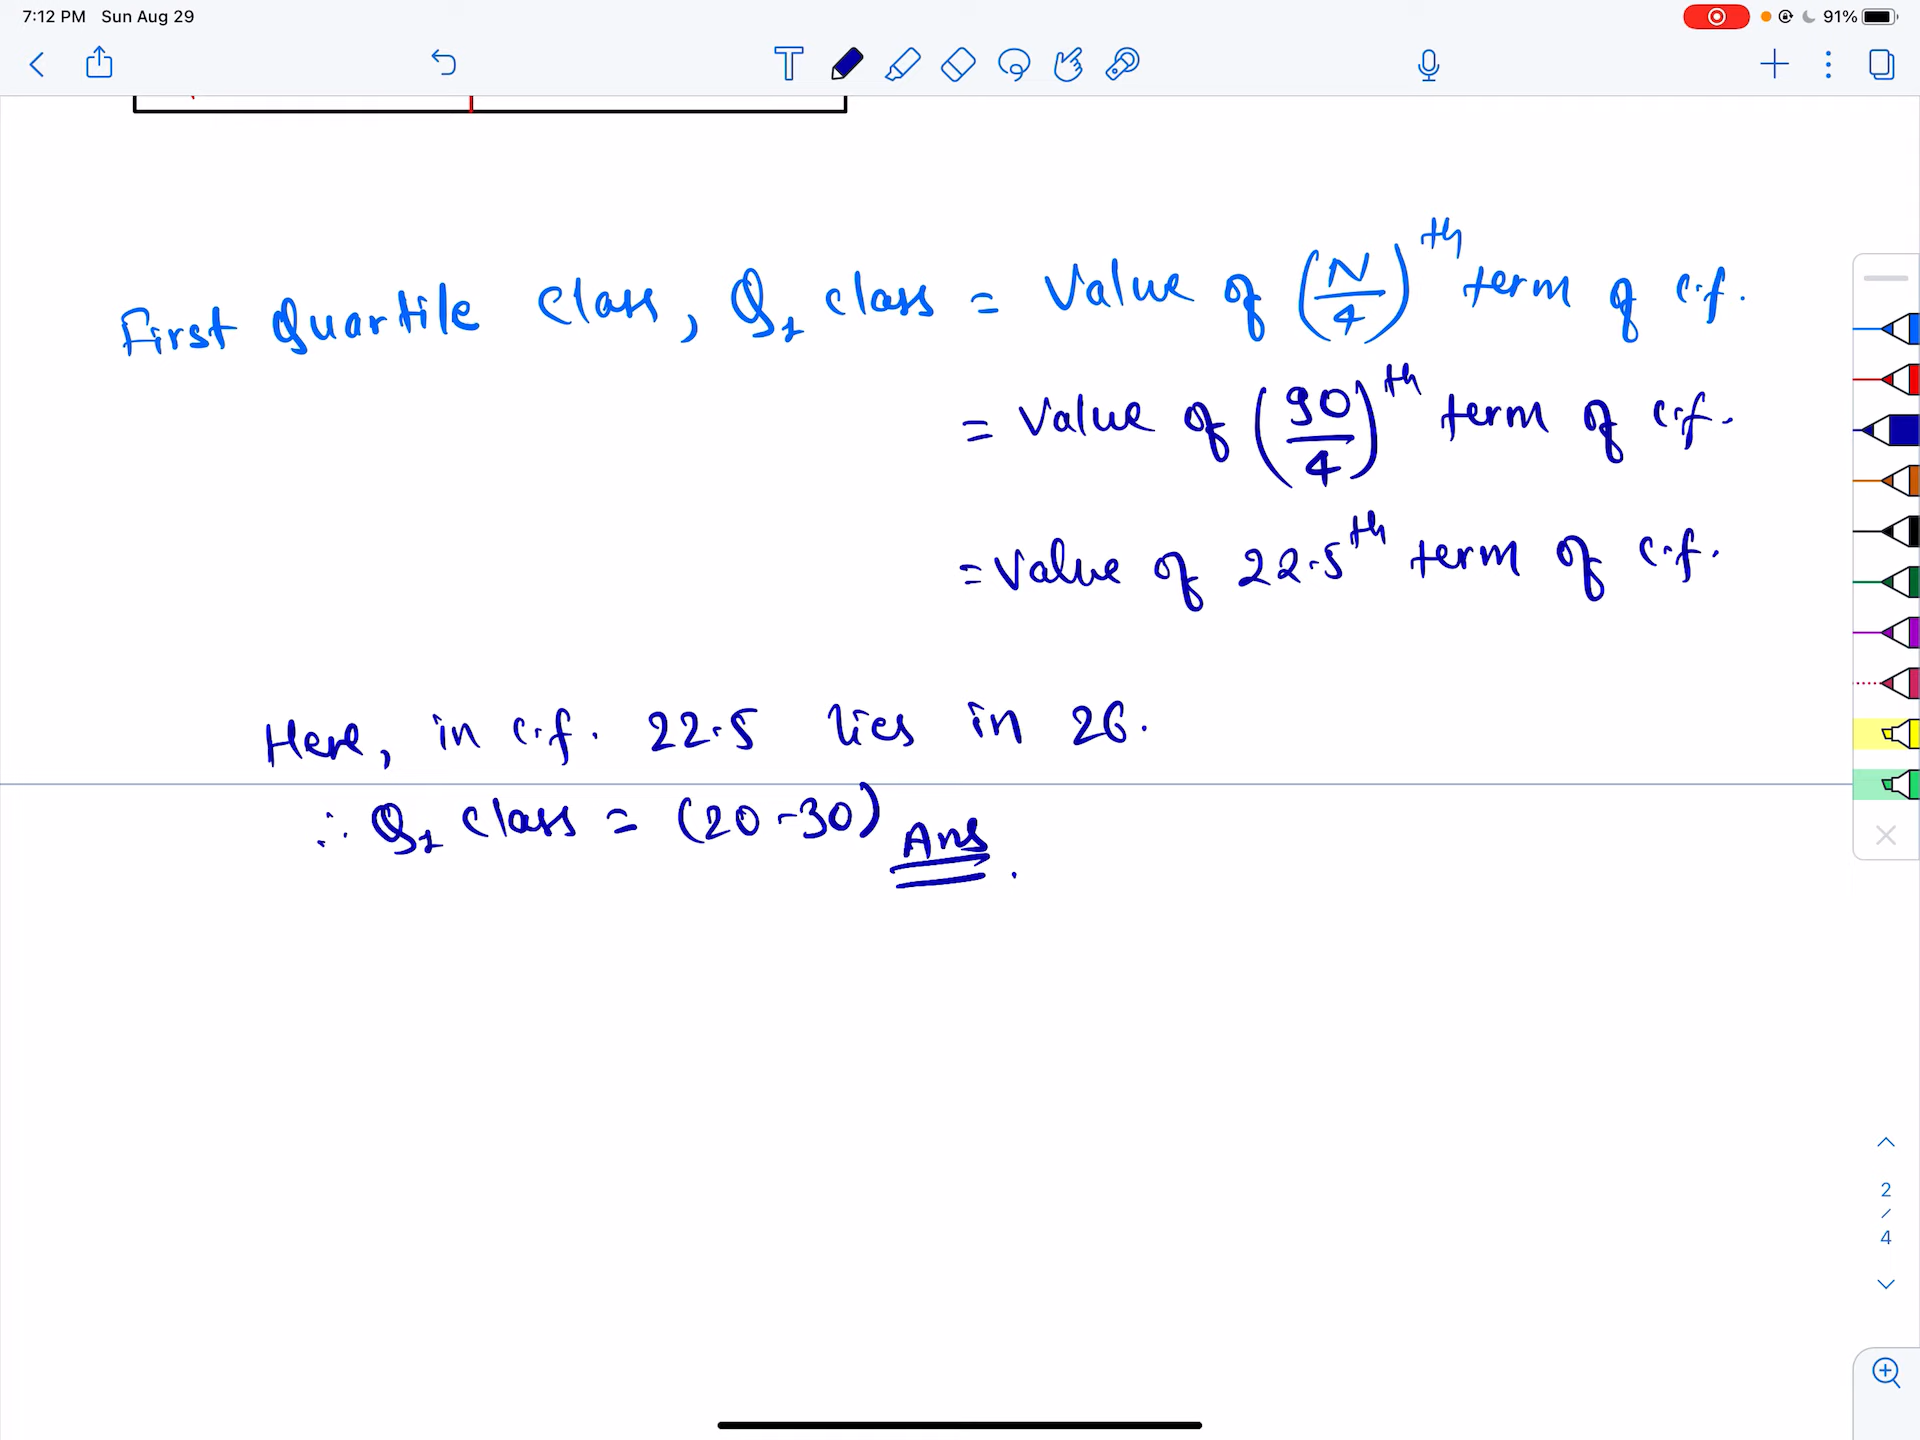 7:12 PM Sun Aug 29
91%
First Quartile Class, Q₁ class = Value of (N/4)ᵗʰ term of c.f.
= Value of (90/4)ᵗʰ term of c.f.
= Value of 22.5ᵗʰ term of c.f.
Here, in c.f. 22.5 lies in 26.
∴ Q₁ class = (20-30) Ans.
2
/
4